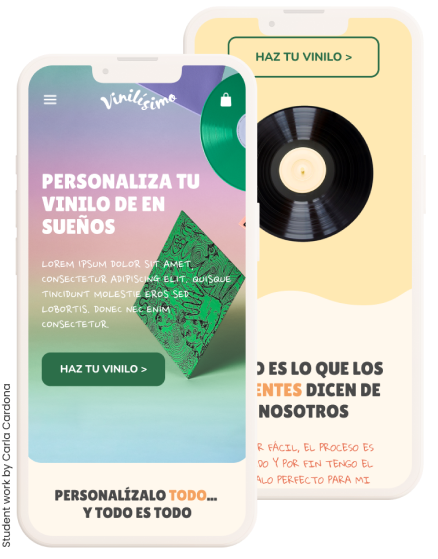 Vinilísimo
PERSONALIZA TU
VINILO DE EN
SUEÑOS
LOREM IPSUM DOLOR SIT AMET,
CONSECTETUR ADIPISCING ELIT. QUISQUE
TINCIDUNT MOLESTIE EROS SED
LOBORTIS. DONEC NEC ENIM
CONSECTETUR.
HAZ TU VINILO >
PERSONALÍZALO TODO...
Y TODO ES TODO
HAZ TU VINILO >
O ES LO QUE LOS
ENTES DICEN DE
NOSOTROS
R FÁCIL, EL PROCESO ES
DO Y POR FIN TENGO EL
ALO PERFECTO PARA MI
Student work by Carla Cardona